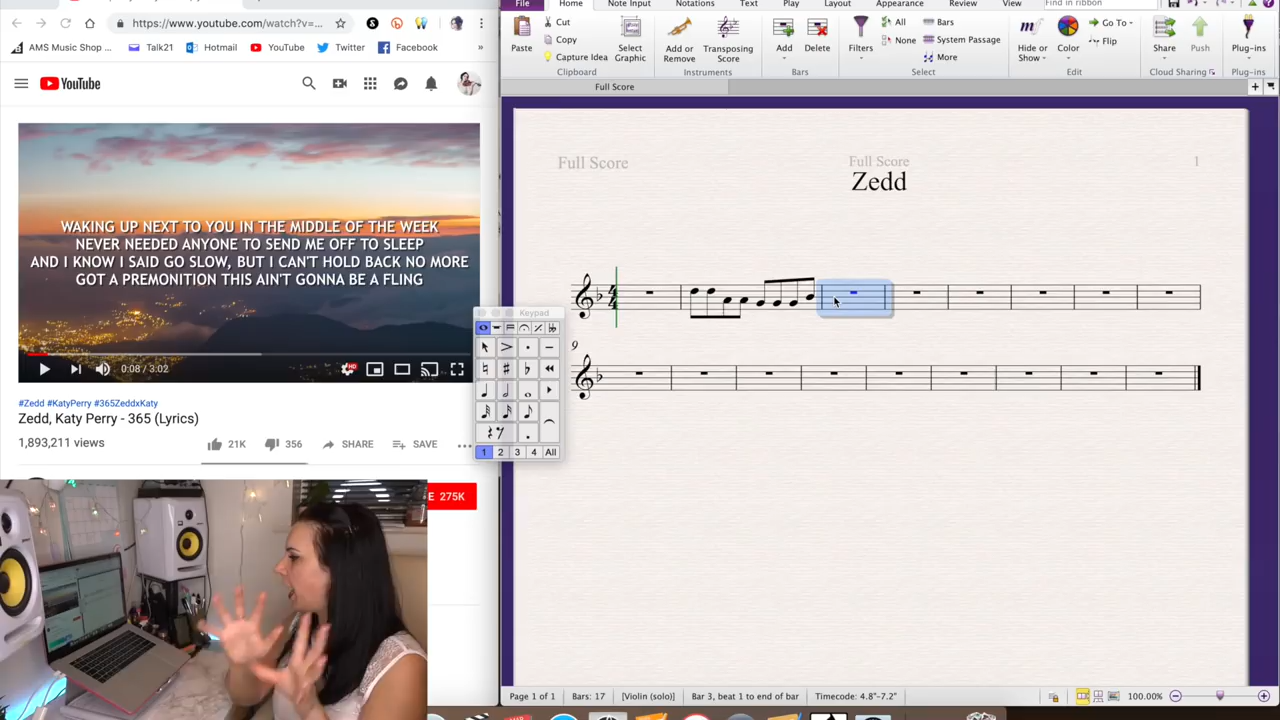 https://www.youtube.com/watch?v=...
AMS Music Shop ...
Talk21
Hotmail
YouTube
Twitter
Facebook
»
YouTube
WAKING UP NEXT TO YOU IN THE MIDDLE OF THE WEEK
NEVER NEEDED ANYONE TO SEND ME OFF TO SLEEP
AND I KNOW I SAID GO SLOW, BUT I CAN'T HOLD BACK NO MORE
GOT A PREMONITION THIS AIN'T GONNA BE A FLING
0:08 / 3:02
#Zedd #KatyPerry #365ZeddxKaty
Zedd, Katy Perry - 365 (Lyrics)
1,893,211 views
21K
356
SHARE
SAVE
E 275K
File
Home
Note Input
Notations
Text
Play
Layout
Appearance
Review
View
Find in ribbon
Paste
Cut
Copy
Capture Idea
Clipboard
Select
Graphic
Add or
Remove
Transposing
Score
Instruments
Add
Delete
Bars
Filters
All
None
Bars
System Passage
More
Select
Hide or
Show
Color
Go To
Flip
Edit
Share
Push
Cloud Sharing
Plug-ins
Plug-ins
Full Score
Full Score
Full Score
1
Zedd
9
Keypad
1 2 3 4 All
Page 1 of 1
Bars: 17
[Violin (solo)]
Bar 3, beat 1 to end of bar
Timecode: 4.8"-7.2"
100.00%